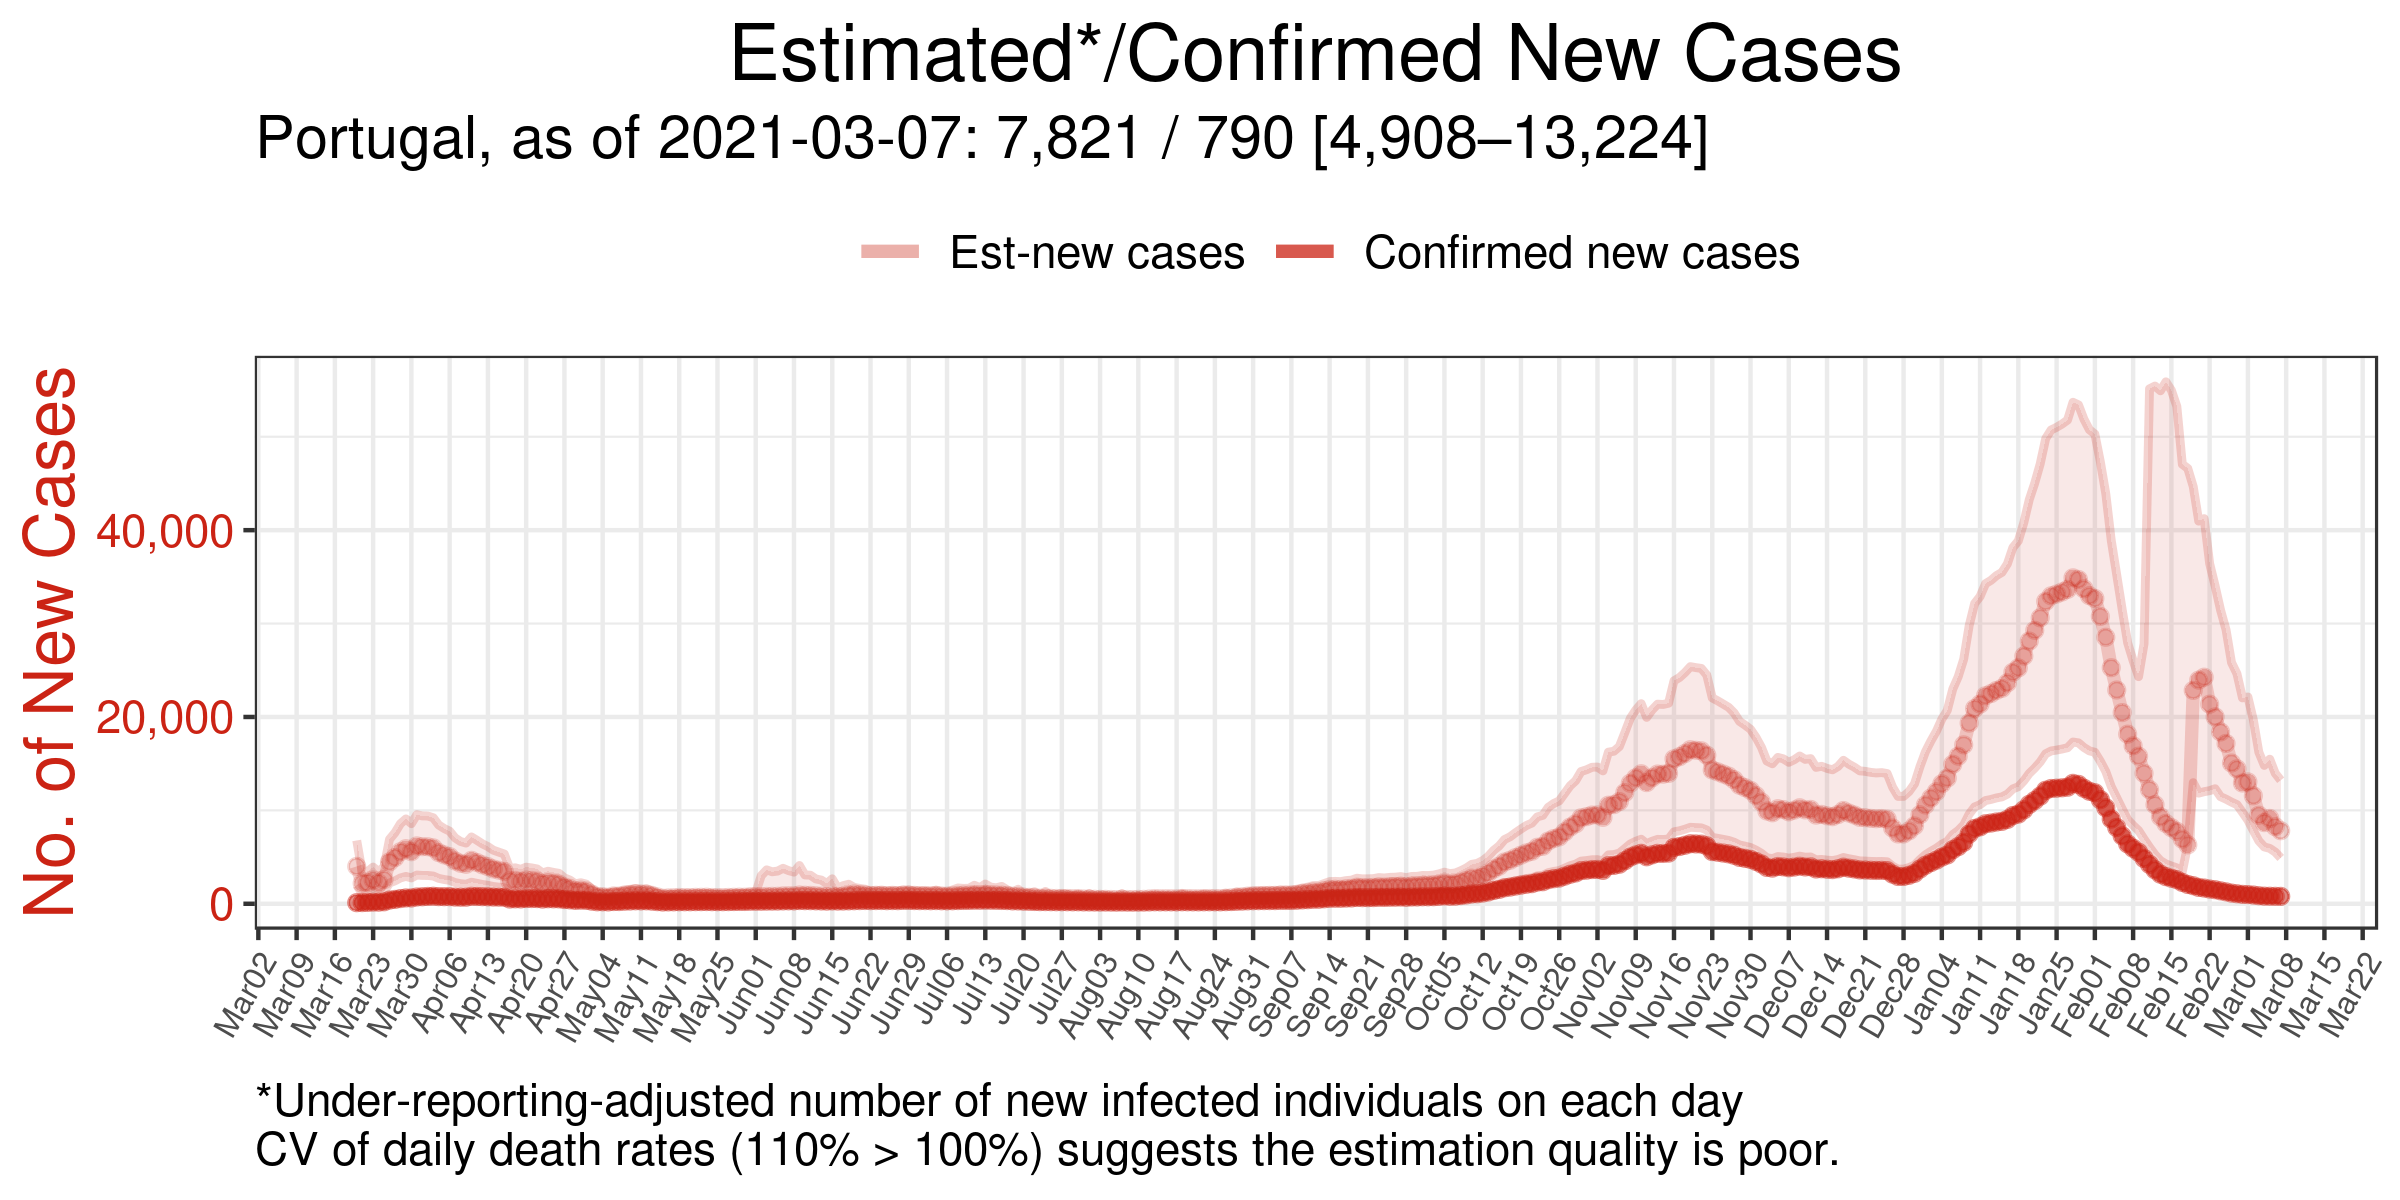 Estimated*/Confirmed New Cases
Portugal, as of 2021-03-07: 7,821 / 790 [4,908–13,224]
Est-new cases Confirmed new cases
No. of New Cases
40,000
20,000
0
Mar02 Mar09 Mar16 Mar23 Mar30 Apr06 Apr13 Apr20 Apr27 May04 May11 May18 May25 Jun01 Jun08 Jun15 Jun22 Jun29 Jul06 Jul13 Jul20 Jul27 Aug03 Aug10 Aug17 Aug24 Aug31 Sep07 Sep14 Sep21 Sep28 Oct05 Oct12 Oct19 Oct26 Nov02 Nov09 Nov16 Nov23 Nov30 Dec07 Dec14 Dec21 Dec28 Jan04 Jan11 Jan18 Jan25 Feb01 Feb08 Feb15 Feb22 Mar01 Mar08 Mar15 Mar22
*Under-reporting-adjusted number of new infected individuals on each day
CV of daily death rates (110% > 100%) suggests the estimation quality is poor.